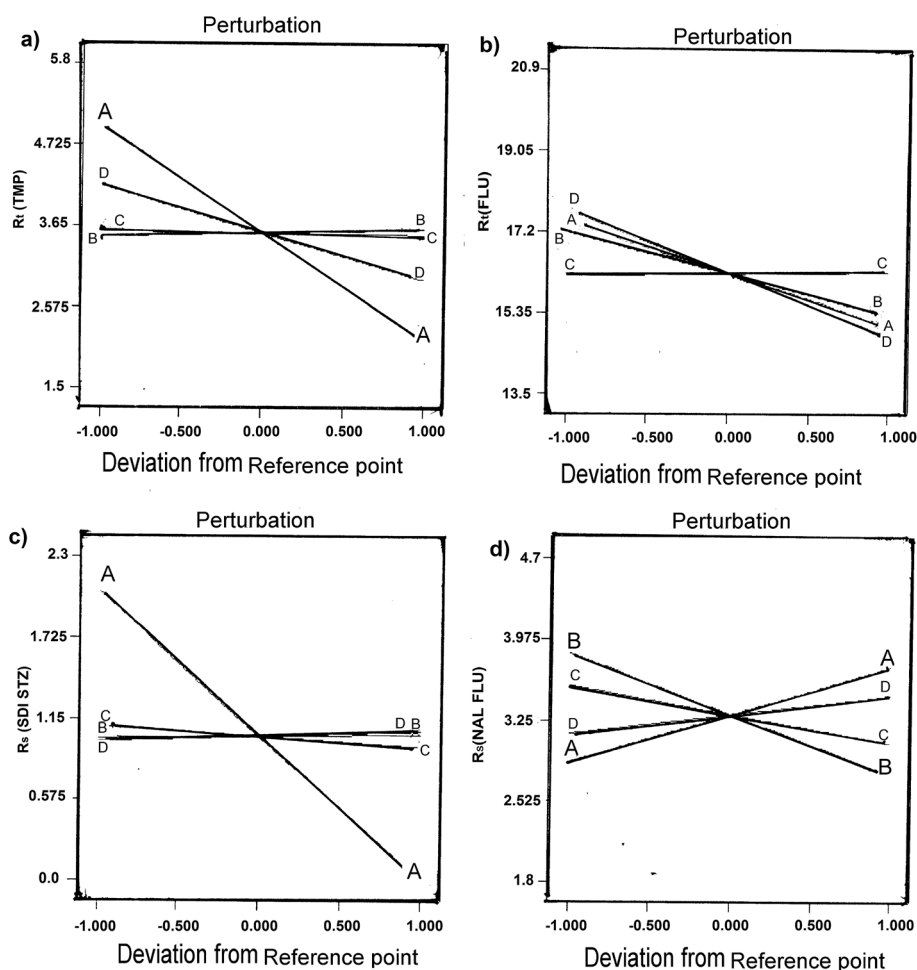 a)
Perturbation
5.8
4.725
3.65
2.575
1.5
Rt (TMP)
A
D
C
B
B
C
D
A
-1.000 -0.500 0.000 0.500 1.000
Deviation from Reference point
b)
Perturbation
20.9
19.05
17.2
15.35
13.5
Rt(FLU)
D
A
B
C
C
B
A
D
-1.000 -0.500 0.000 0.500 1.000
Deviation from Reference point
c)
Perturbation
2.3
1.725
1.15
0.575
0.0
Rs (SDI STZ)
A
C
B
D
D B
C
A
-1.000 -0.500 0.000 0.500 1.000
Deviation from Reference point
d)
Perturbation
4.7
3.975
3.25
2.525
1.8
Rs(NAL FLU)
B
C
D
A
A
D
C
B
-1.000 -0.500 0.000 0.500 1.000
Deviation from Reference point